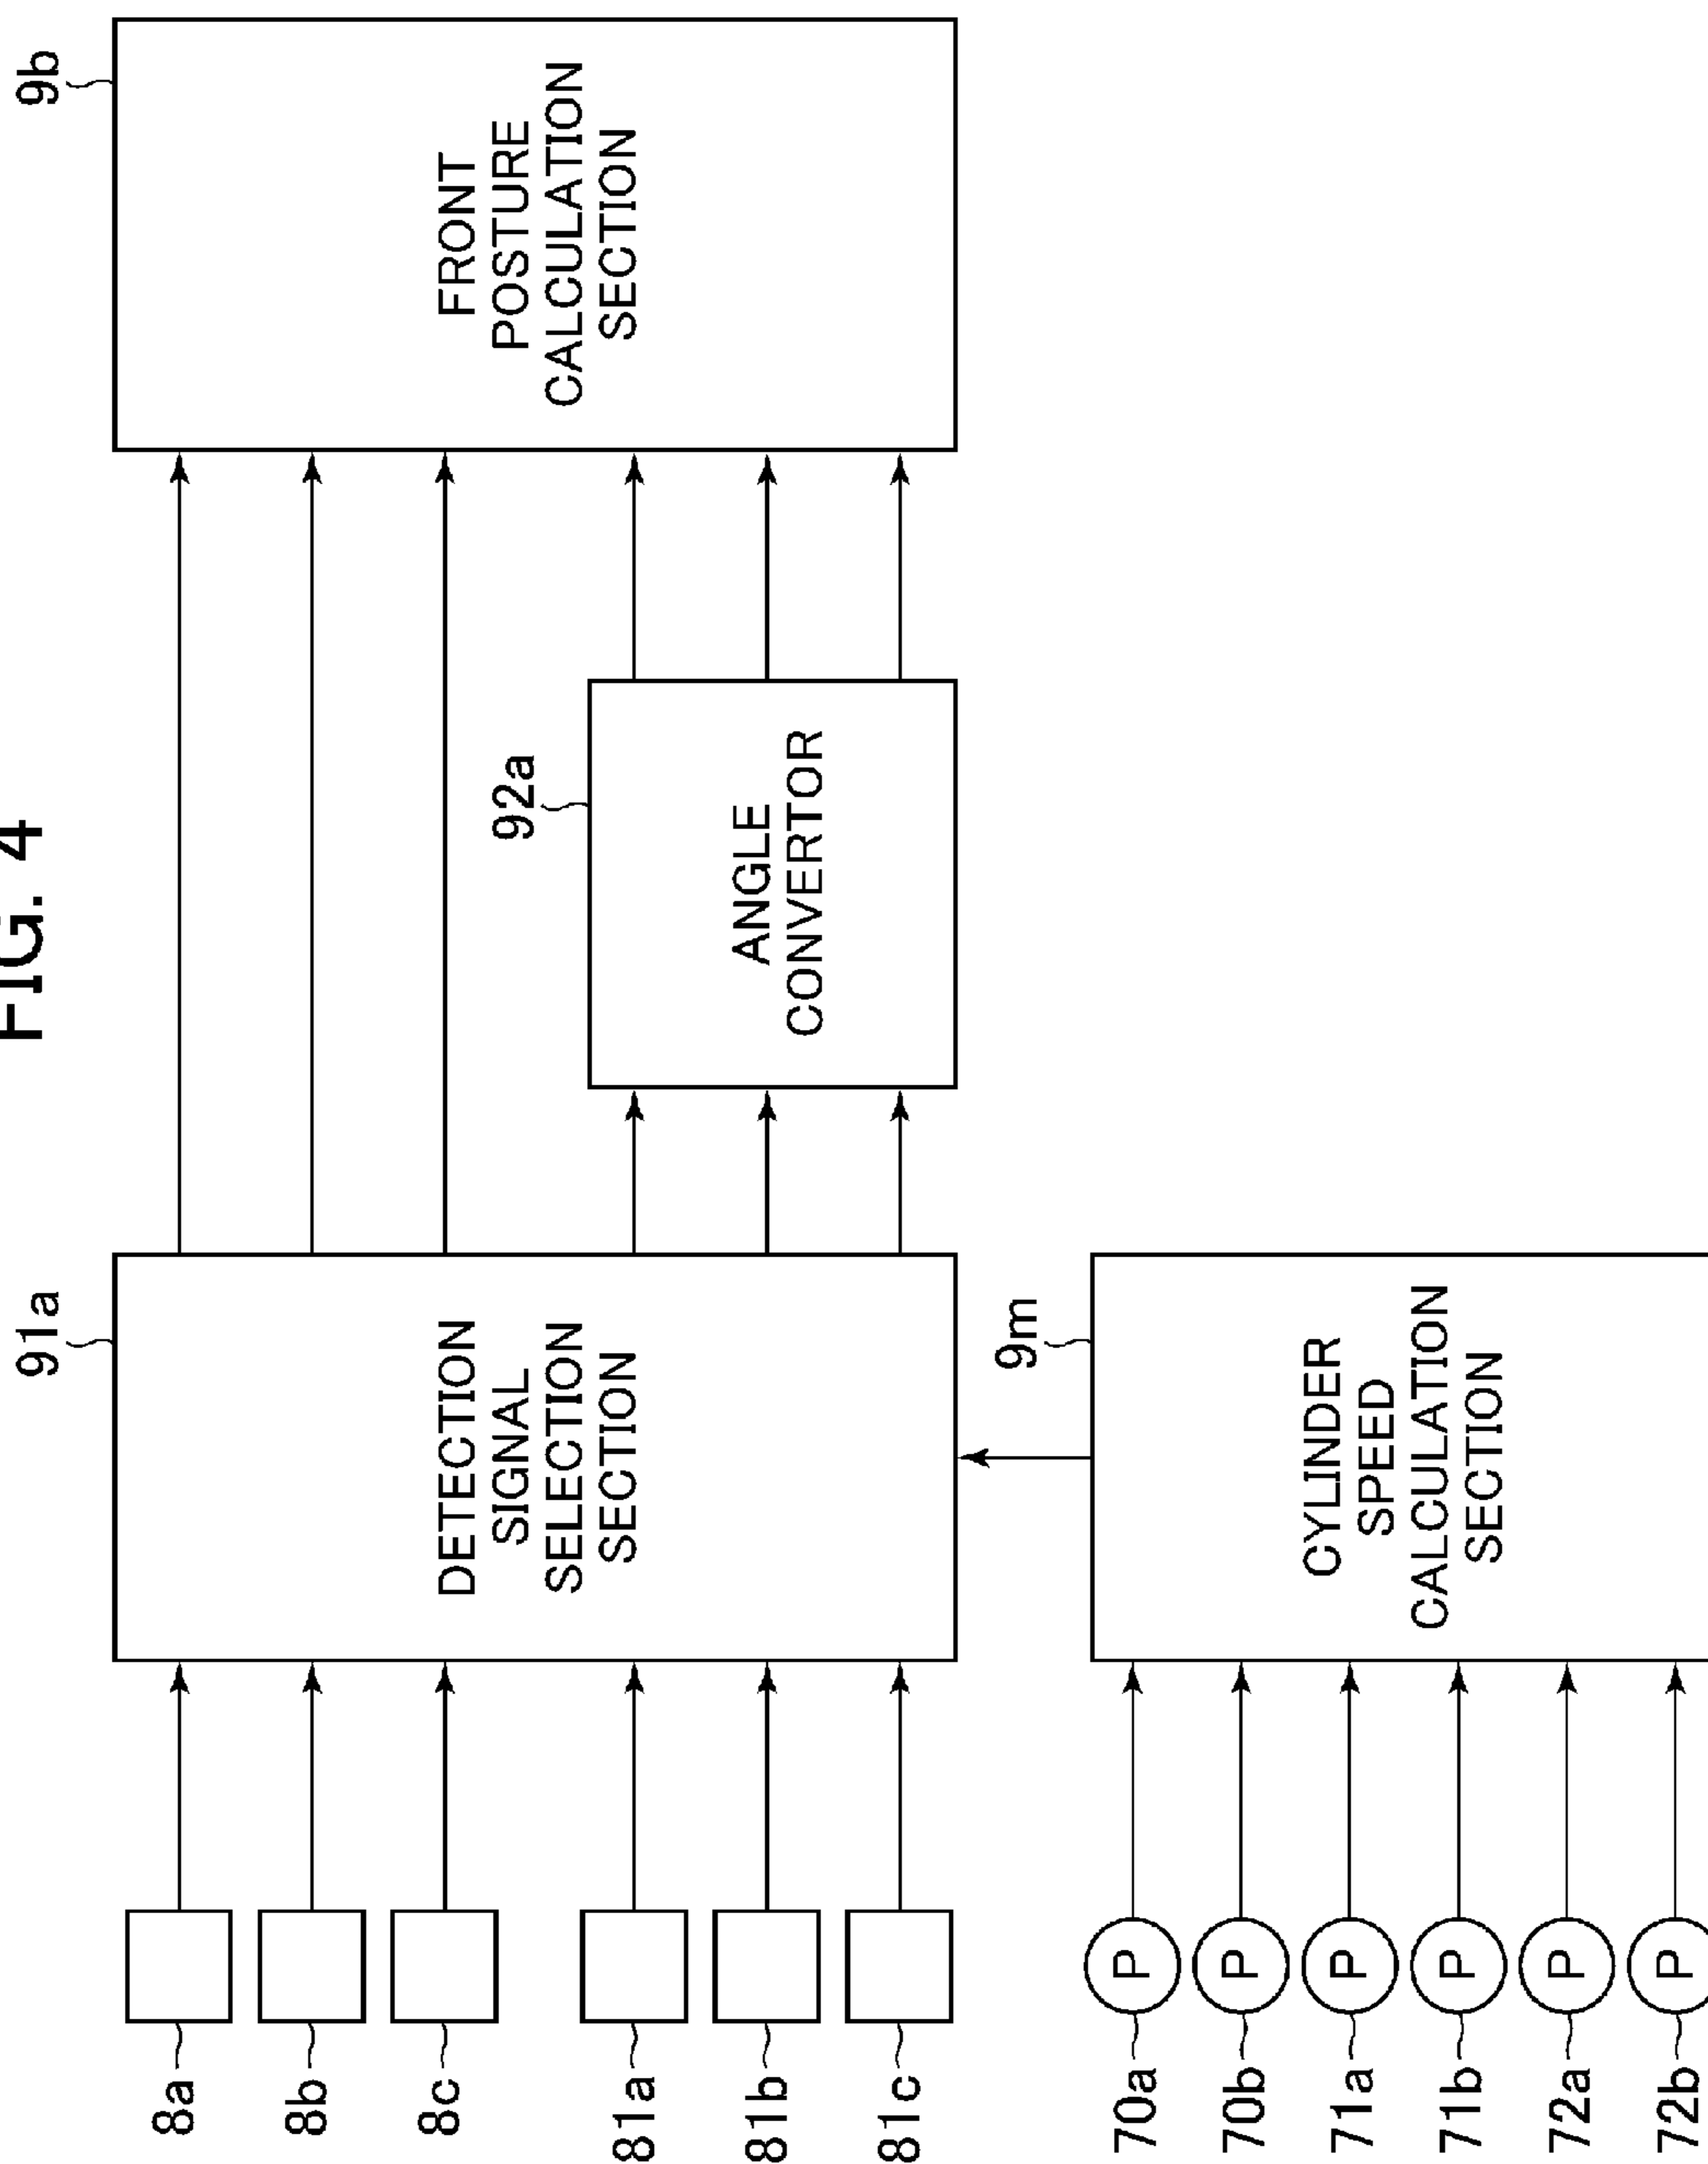 FIG. 4
8a
8b
8c
81a
81b
81c
91a
DETECTION
SIGNAL
SELECTION
SECTION
92a
ANGLE
CONVERTOR
9b
FRONT
POSTURE
CALCULATION
SECTION
70a
P
70b
P
71a
P
71b
P
72a
P
72b
P
9m
CYLINDER
SPEED
CALCULATION
SECTION